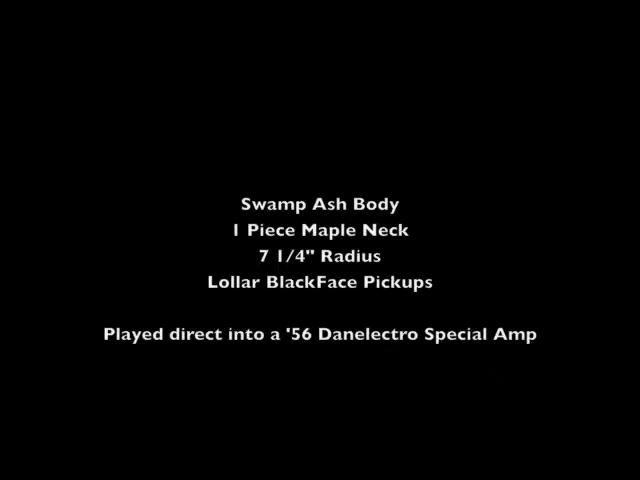 Swamp Ash Body
1 Piece Maple Neck
7 1/4" Radius
Lollar BlackFace Pickups
Played direct into a '56 Danelectro Special Amp